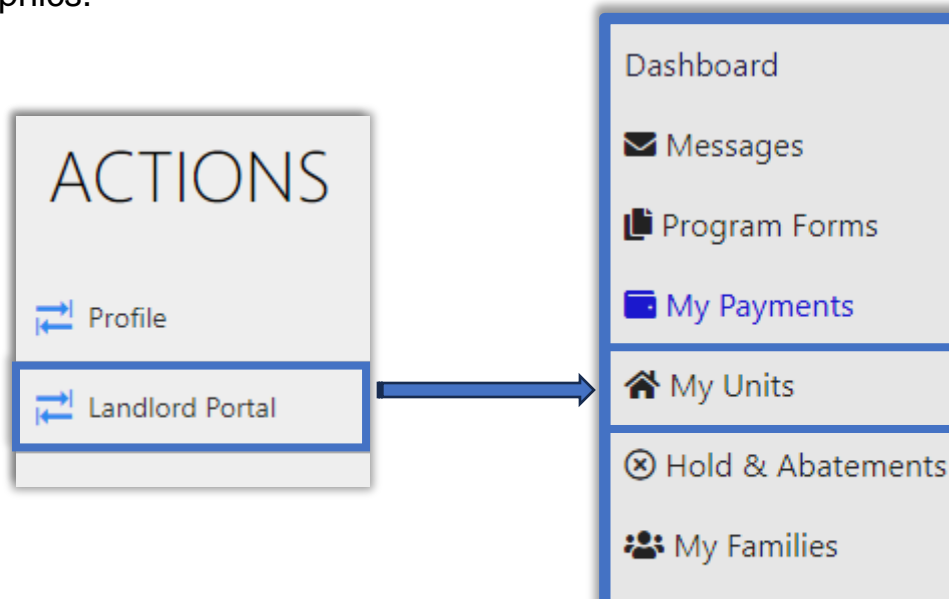 ACTIONS
Profile
Landlord Portal
Dashboard
Messages
Program Forms
My Payments
My Units
Hold & Abatements
My Families